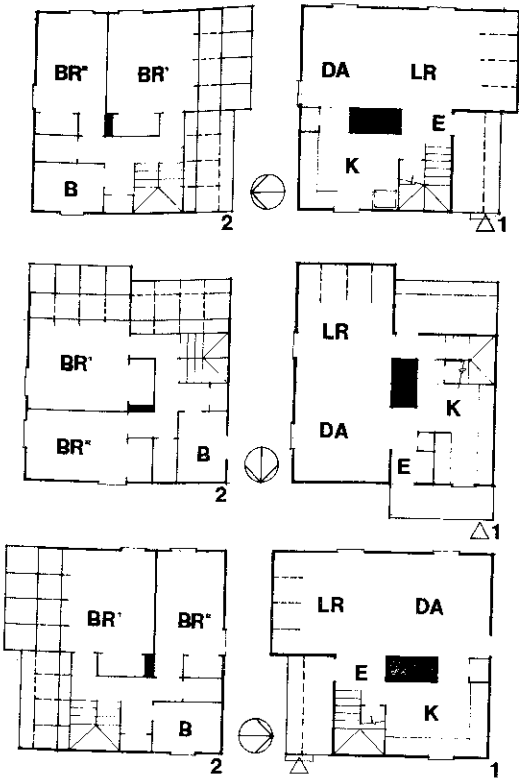 BR" BR' DA LR
E
B K
2 1
LR
BR'
K
BR" DA
B E
2 1
BR' BR" LR DA
E
B K
2 1